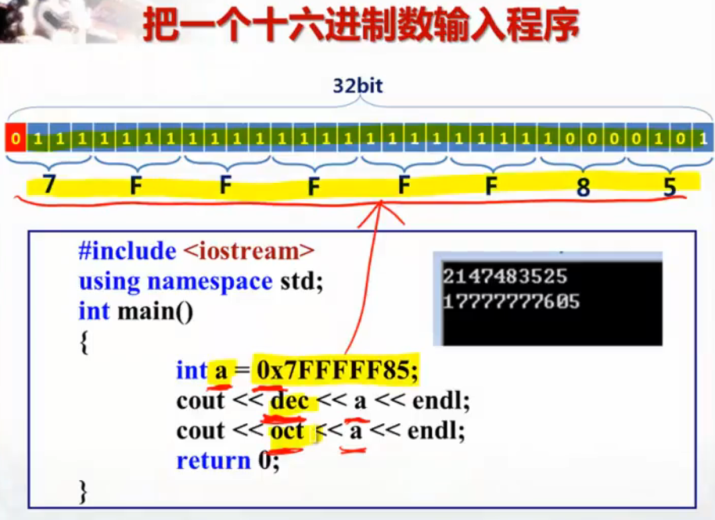 把一个十六进制数输入程序
32bit
0 1 1 1 1 1 1 1 1 1 1 1 1 1 1 1 1 1 1 1 1 1 1 1 1 0 0 0 0 1 0 1
7 F F F F F 8 5
#include <iostream>
using namespace std;
int main()
{
int a = 0x7FFFFF85;
cout << dec << a << endl;
cout << oct << a << endl;
return 0;
}
2147483525
17777777605